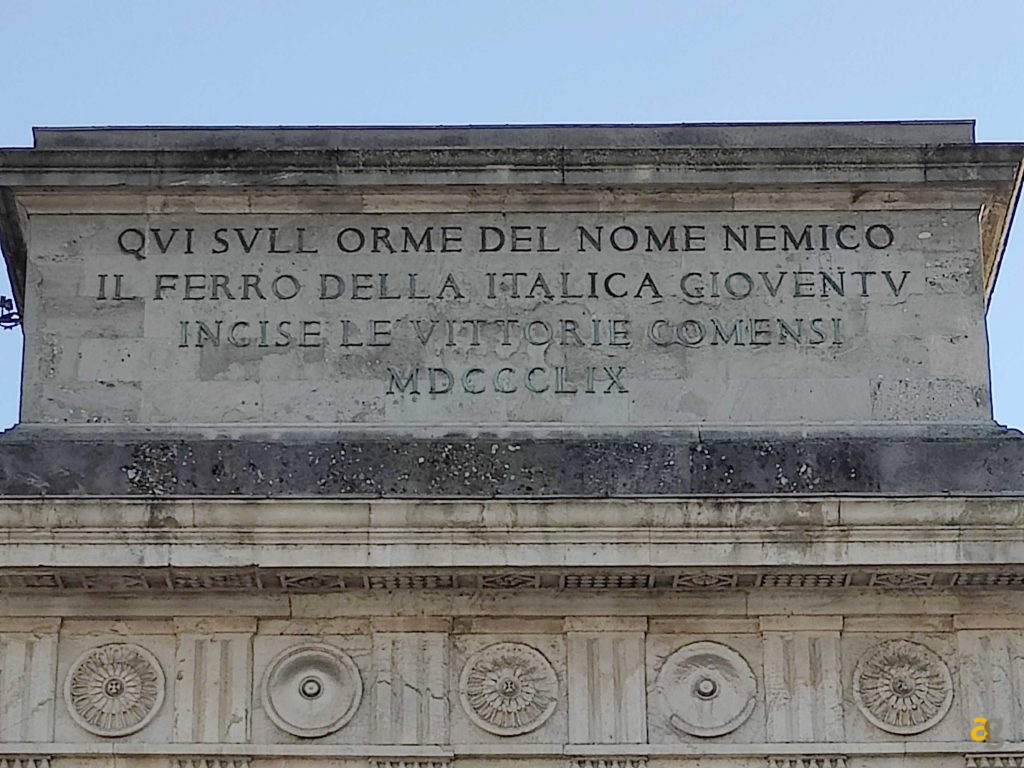 QVI SVLL ORME DEL NOME NEMICO
IL FERRO DELLA ITALICA GIOVENTV
INCISE LE VITTORIE COMENSI
MDCCCLIX